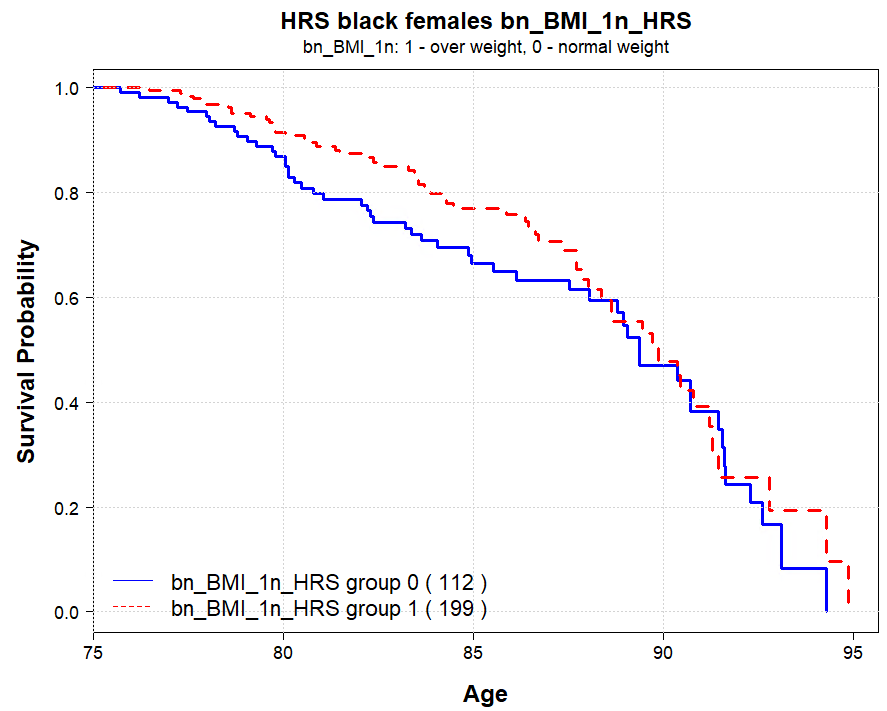 HRS black females bn_BMI_1n_HRS
bn_BMI_1n: 1 - over weight, 0 - normal weight
Survival Probability
1.0
0.8
0.6
0.4
0.2
0.0
bn_BMI_1n_HRS group 0 ( 112 )
bn_BMI_1n_HRS group 1 ( 199 )
75 80 85 90 95
Age